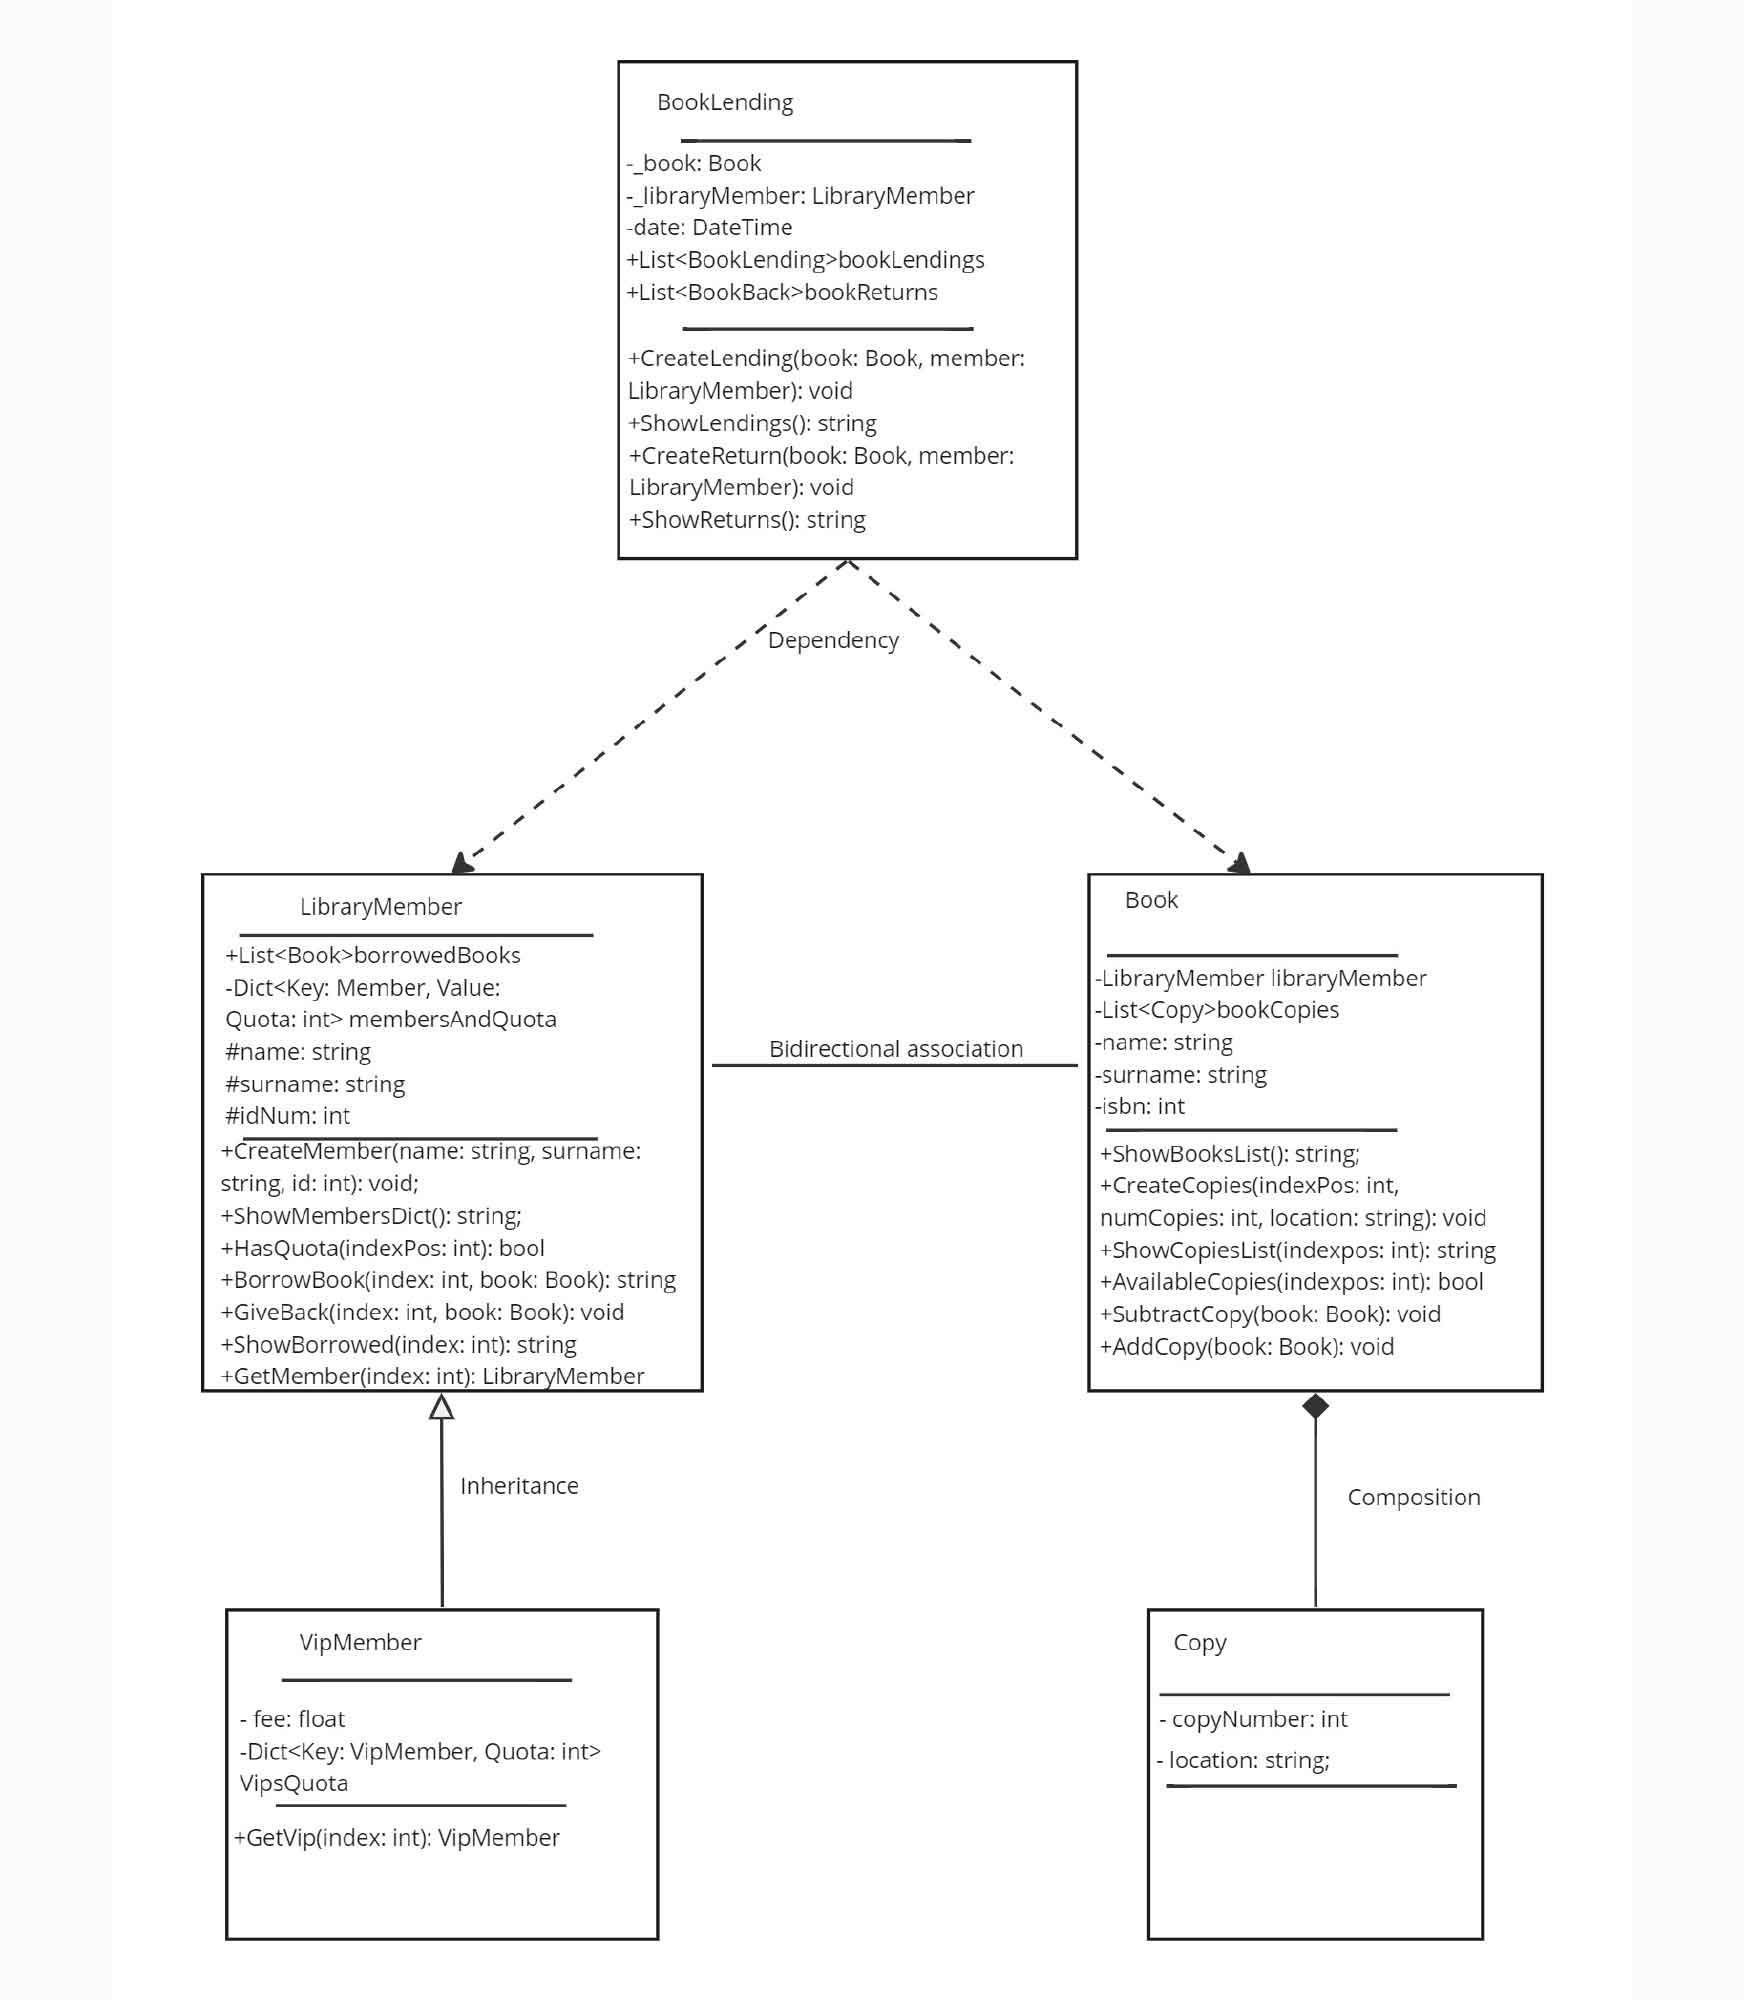 BookLending
-_book: Book
-_libraryMember: LibraryMember
-date: DateTime
+List<BookLending>bookLendings
+List<BookBack>bookReturns
+CreateLending(book: Book, member:
LibraryMember): void
+ShowLendings(): string
+CreateReturn(book: Book, member:
LibraryMember): void
+ShowReturns(): string
Dependency
LibraryMember
+List<Book>borrowedBooks
-Dict<Key: Member, Value:
Quota: int> membersAndQuota
#name: string
#surname: string
#idNum: int
+CreateMember(name: string, surname:
string, id: int): void;
+ShowMembersDict(): string;
+HasQuota(indexPos: int): bool
+BorrowBook(index: int, book: Book): string
+GiveBack(index: int, book: Book): void
+ShowBorrowed(index: int): string
+GetMember(index: int): LibraryMember
Bidirectional association
Book
-LibraryMember libraryMember
-List<Copy>bookCopies
-name: string
-surname: string
-isbn: int
+ShowBooksList(): string;
+CreateCopies(indexPos: int,
numCopies: int, location: string): void
+ShowCopiesList(indexpos: int): string
+AvailableCopies(indexpos: int): bool
+SubtractCopy(book: Book): void
+AddCopy(book: Book): void
Inheritance
Composition
VipMember
- fee: float
-Dict<Key: VipMember, Quota: int>
VipsQuota
+GetVip(index: int): VipMember
Copy
- copyNumber: int
- location: string;